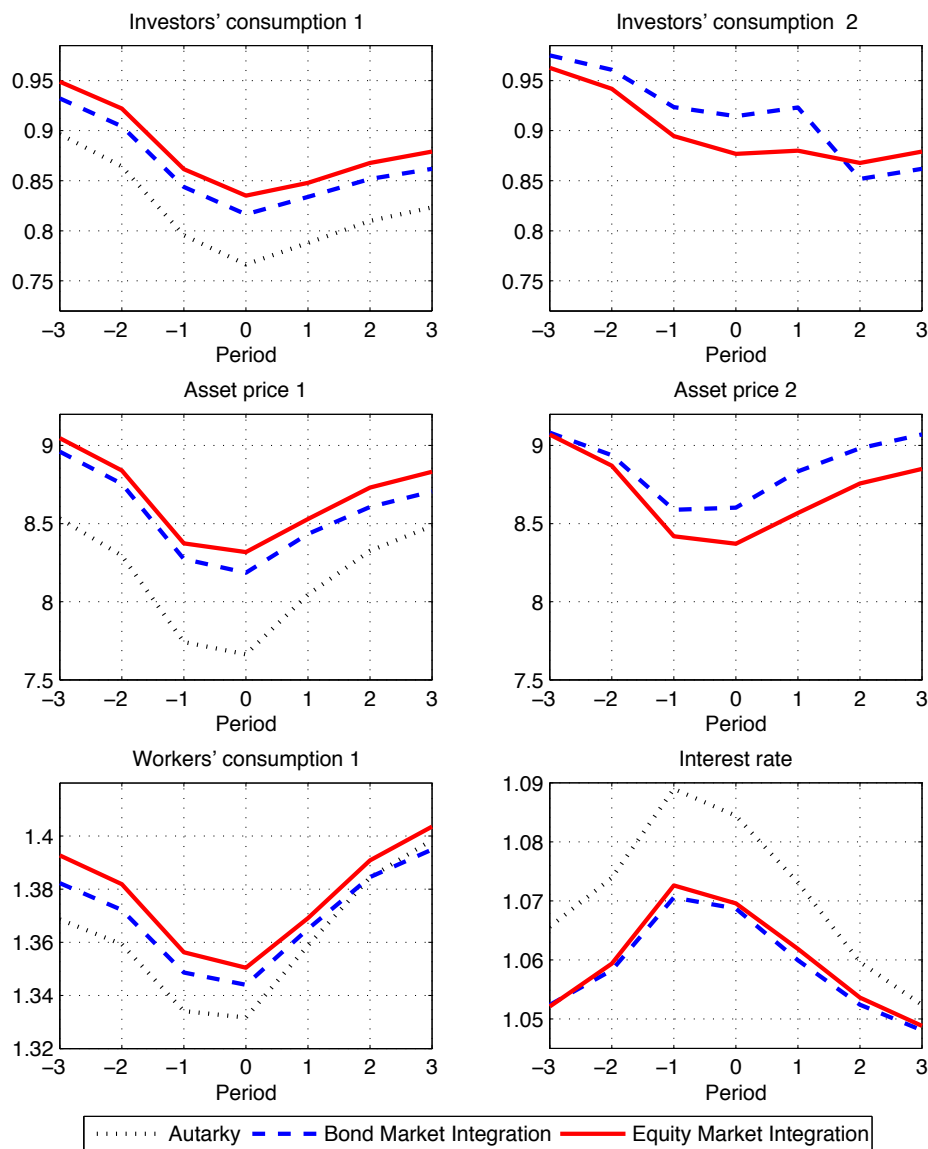 Investors’ consumption 1
0.95
0.9
0.85
0.8
0.75
−3 −2 −1 0 1 2 3
Period
Investors’ consumption 2
0.95
0.9
0.85
0.8
0.75
−3 −2 −1 0 1 2 3
Period
Asset price 1
9
8.5
8
7.5
−3 −2 −1 0 1 2 3
Period
Asset price 2
9
8.5
8
7.5
−3 −2 −1 0 1 2 3
Period
Workers’ consumption 1
1.4
1.38
1.36
1.34
1.32
−3 −2 −1 0 1 2 3
Period
Interest rate
1.09
1.08
1.07
1.06
1.05
−3 −2 −1 0 1 2 3
Period
Autarky Bond Market Integration Equity Market Integration